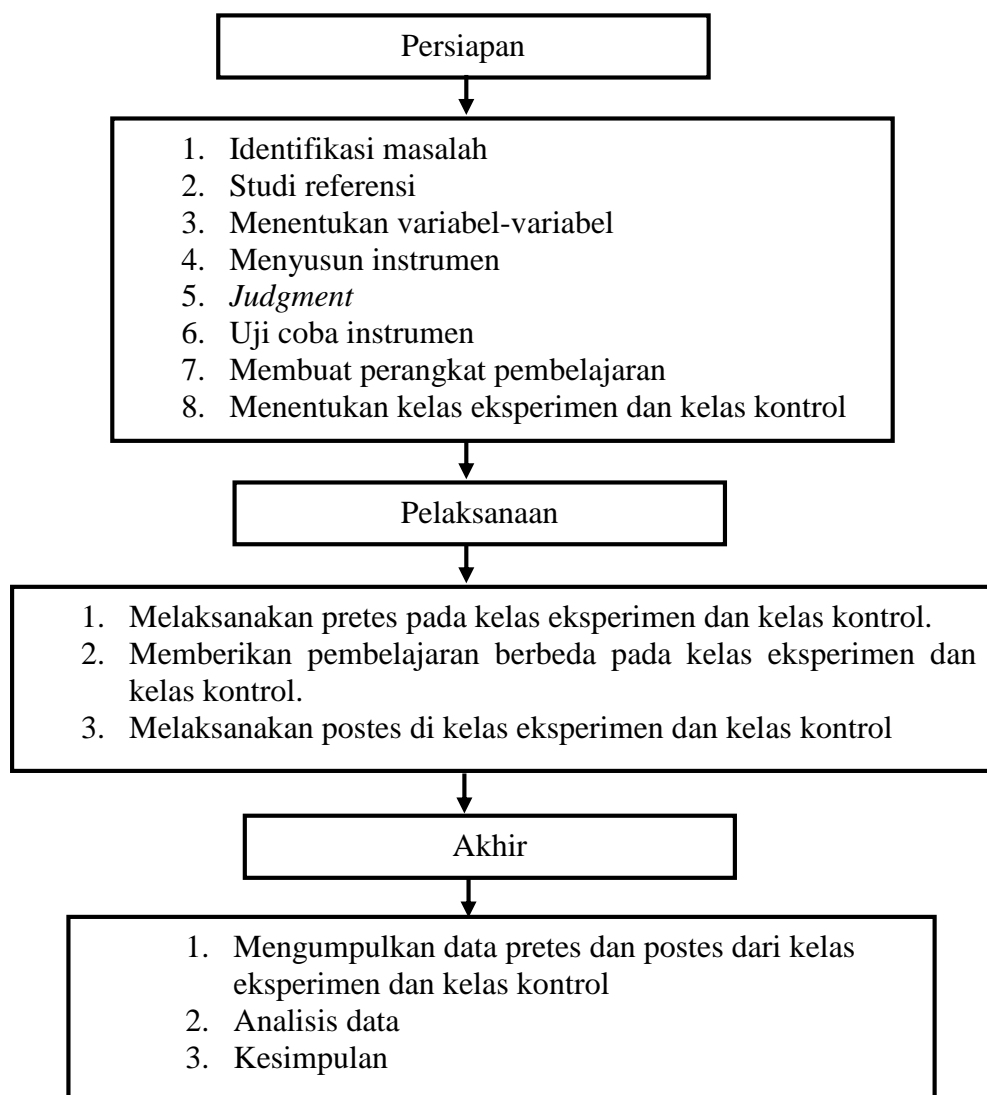 Persiapan
1. Identifikasi masalah
2. Studi referensi
3. Menentukan variabel-variabel
4. Menyusun instrumen
5. Judgment
6. Uji coba instrumen
7. Membuat perangkat pembelajaran
8. Menentukan kelas eksperimen dan kelas kontrol
Pelaksanaan
1. Melaksanakan pretes pada kelas eksperimen dan kelas kontrol.
2. Memberikan pembelajaran berbeda pada kelas eksperimen dan
kelas kontrol.
3. Melaksanakan postes di kelas eksperimen dan kelas kontrol
Akhir
1. Mengumpulkan data pretes dan postes dari kelas
eksperimen dan kelas kontrol
2. Analisis data
3. Kesimpulan